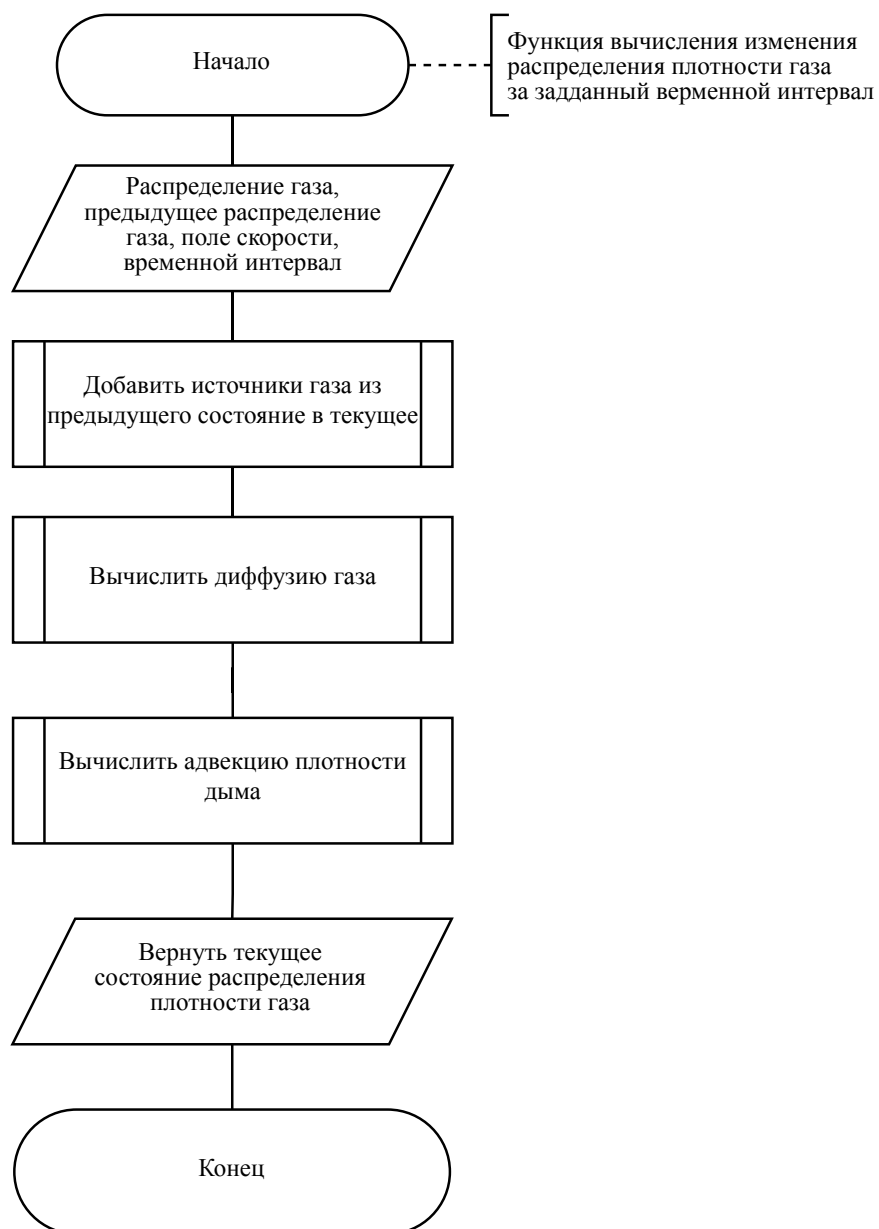 Начало
Функция вычисления изменения
распределения плотности газа
за задданный верменной интервал
Распределение газа,
предыдущее распределение
газа, поле скорости,
временной интервал
Добавить источники газа из
предыдущего состояние в текущее
Вычислить диффузию газа
Вычислить адвекцию плотности
дыма
Вернуть текущее
состояние распределения
плотности газа
Конец